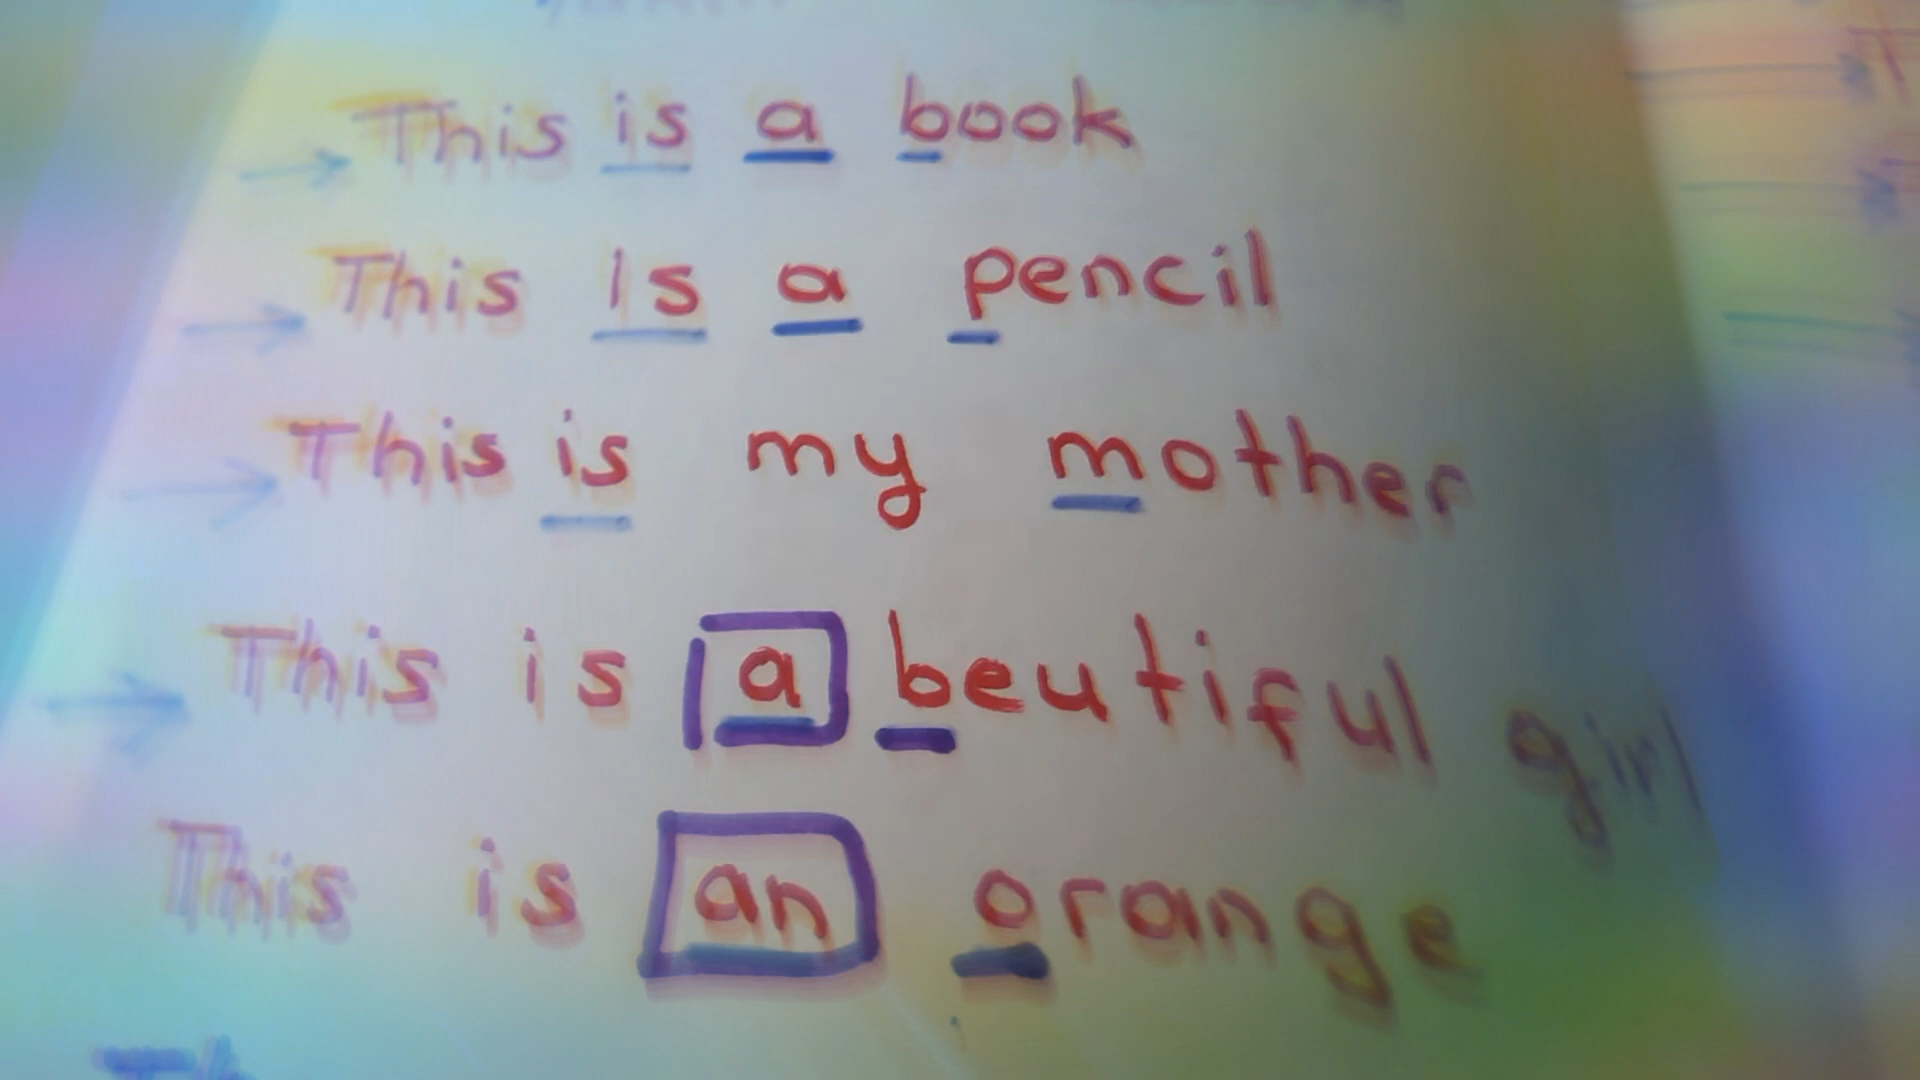 This is a book
This is a pencil
This is my mother
This is a beutiful girl
This is an orange